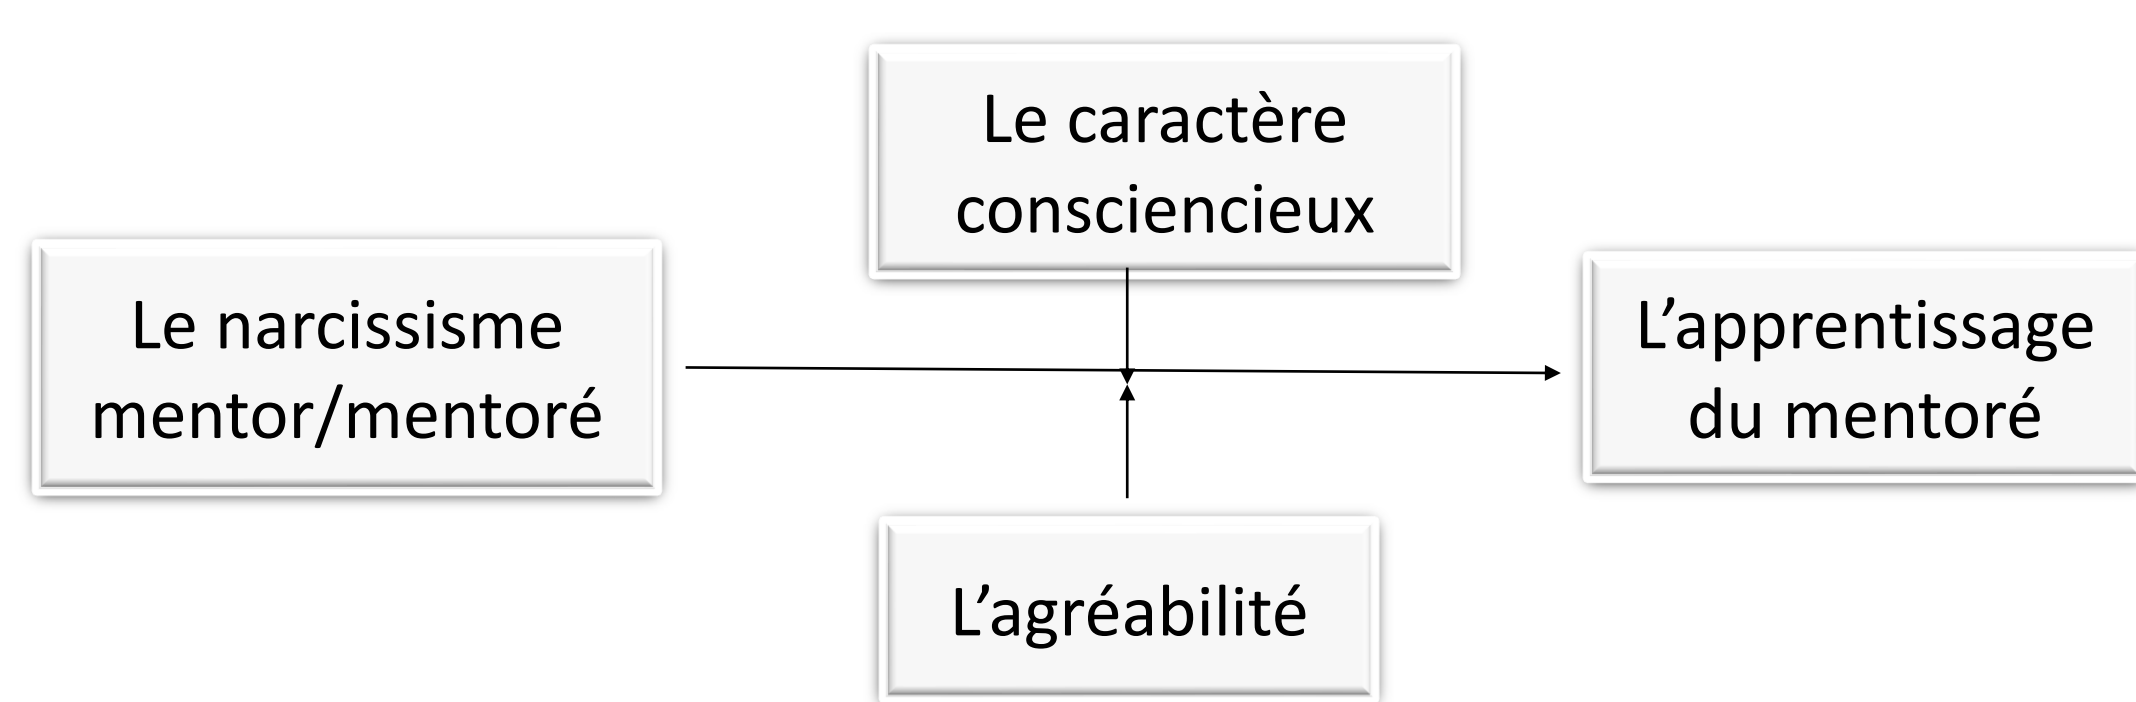 Le caractère
consciencieux
Le narcissisme
mentor/mentoré
L’apprentissage
du mentoré
L’agréabilité